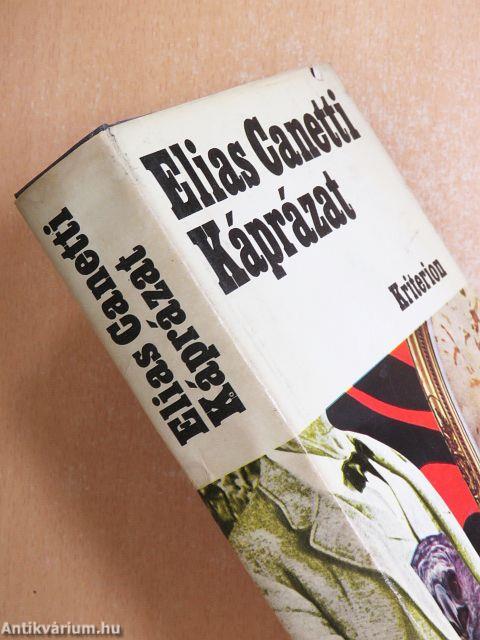 Elias Canetti
Káprázat
Kriterion
Elias Canetti
Káprázat
Antikvárium.hu